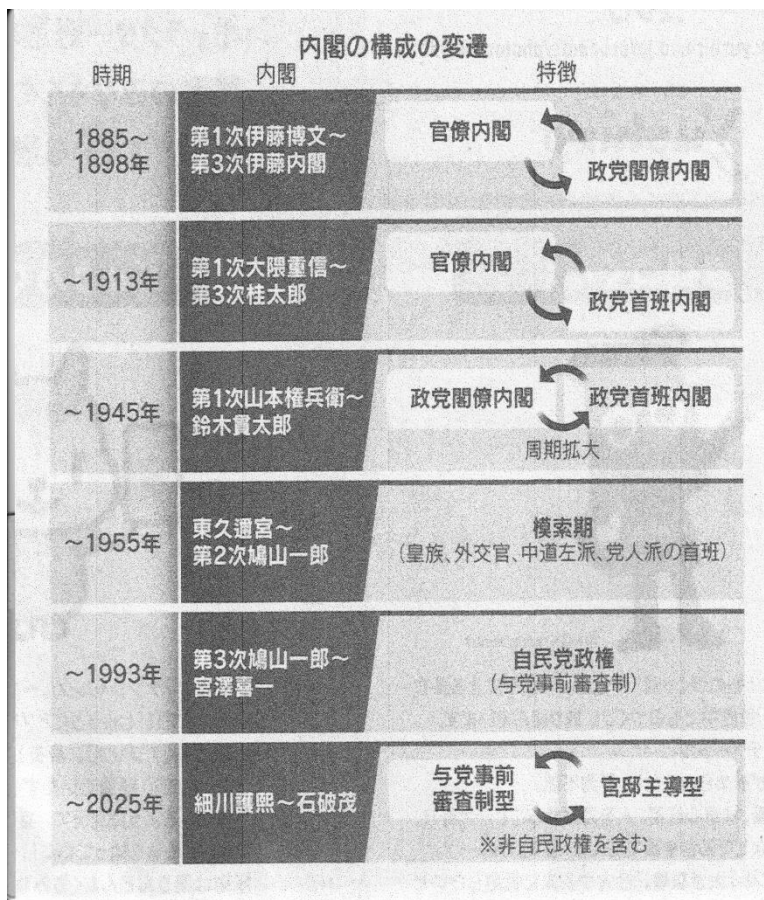 内閣の構成の変遷
時期 内閣 特徴
1885～
1898年
第1次伊藤博文～
第3次伊藤内閣
官僚内閣
政党閣僚内閣
～1913年
第1次大隈重信～
第3次桂太郎
官僚内閣
政党首班内閣
～1945年
第1次山本権兵衛～
鈴木貫太郎
政党閣僚内閣
政党首班内閣
周期拡大
～1955年
東久邇宮～
第2次鳩山一郎
模索期
(皇族、外交官、中道左派、党人派の首班)
～1993年
第3次鳩山一郎～
宮澤喜一
自民党政権
(与党事前審査制)
～2025年
細川護熙～石破茂
与党事前
審査制型
官邸主導型
※非自民政権を含む